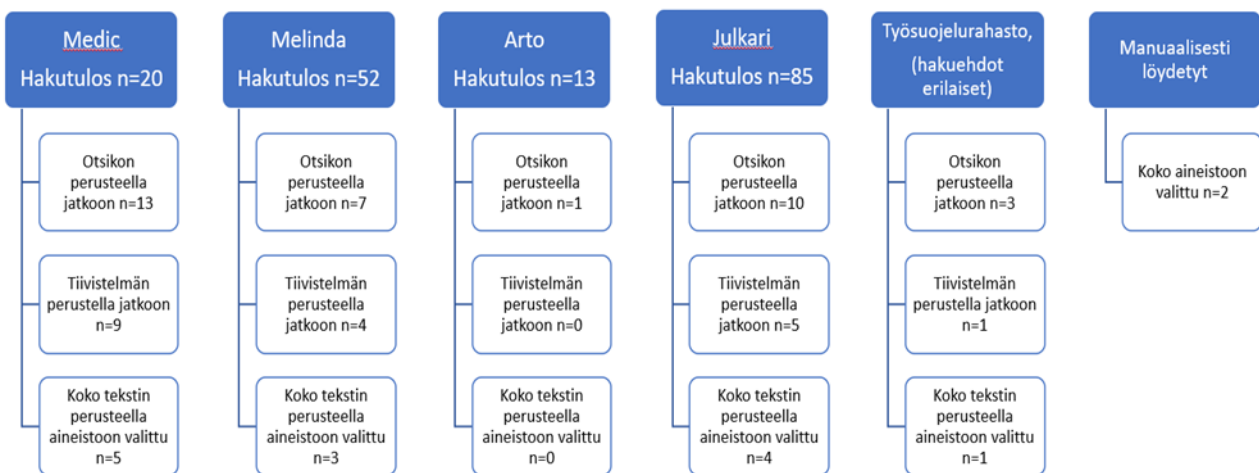 Medic
Hakutulos n=20
Otsikon
perusteella
jatkoon n=13
Tiivistelmän
perustella jatkoon
n=9
Koko tekstin
perusteella
aineistoon valittu
n=5
Melinda
Hakutulos n=52
Otsikon
perusteella
jatkoon n=7
Tiivistelmän
perusteella
jatkoon n=4
Koko tekstin
perusteella
aineistoon valittu
n=3
Arto
Hakutulos n=13
Otsikon
perusteella
jatkoon n=1
Tiivistelmän
perusteella
jatkoon n=0
Koko tekstin
perusteella
aineistoon valittu
n=0
Julkari
Hakutulos n=85
Otsikon
perusteella
jatkoon n=10
Tiivistelmän
perusteella
jatkoon n=5
Koko tekstin
perusteella
aineistoon valittu
n=4
Työsuojelurahasto,
(hakuehdot
erilaiset)
Otsikon
perusteella
jatkoon n=3
Tiivistelmän
perustella jatkoon
n=1
Koko tekstin
perusteella
aineistoon valittu
n=1
Manuaalisesti
löydetyt
Koko aineistoon
valittu n=2